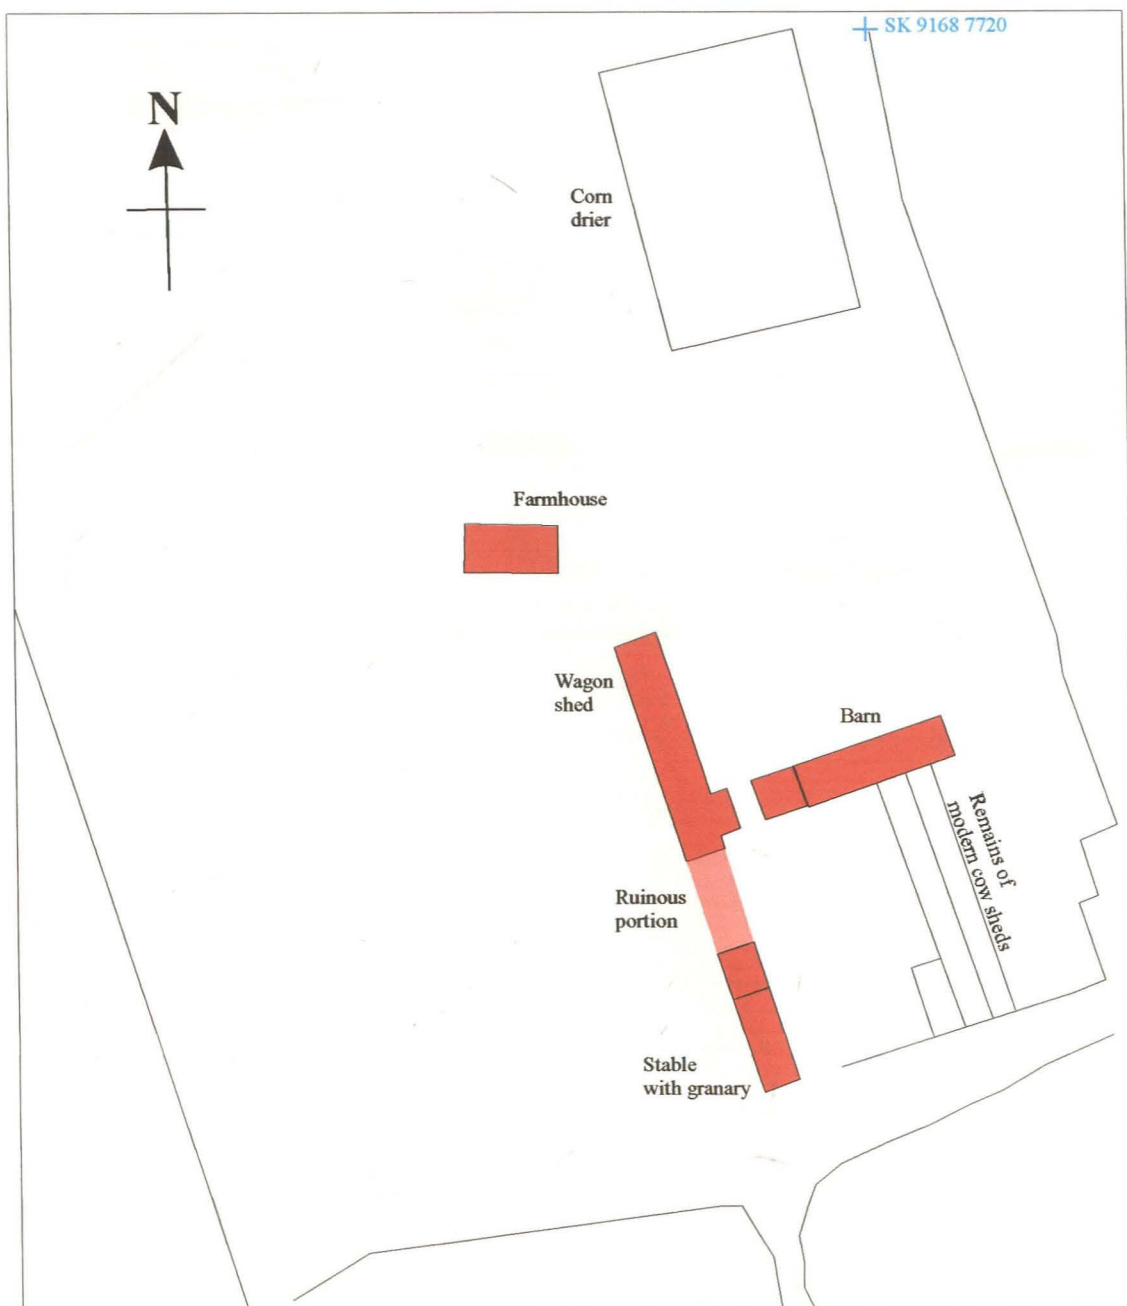 SK 9168 7720
N
Corn
drier
Farmhouse
Wagon
shed
Barn
Remains of
modern cow sheds
Ruinous
portion
Stable
with granary